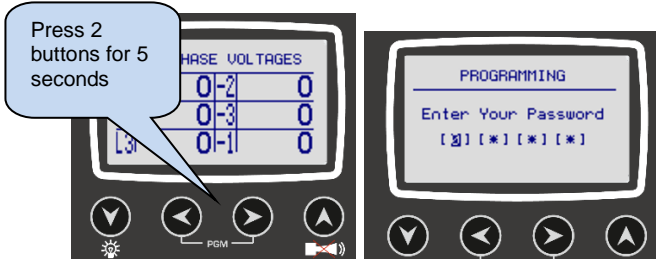 Press 2
buttons for 5
seconds
HASE VOLTAGES
0 -2 0
0 -3 0
L3 0 -1 0
PGM
PROGRAMMING
Enter Your Password
[*] [*] [*]